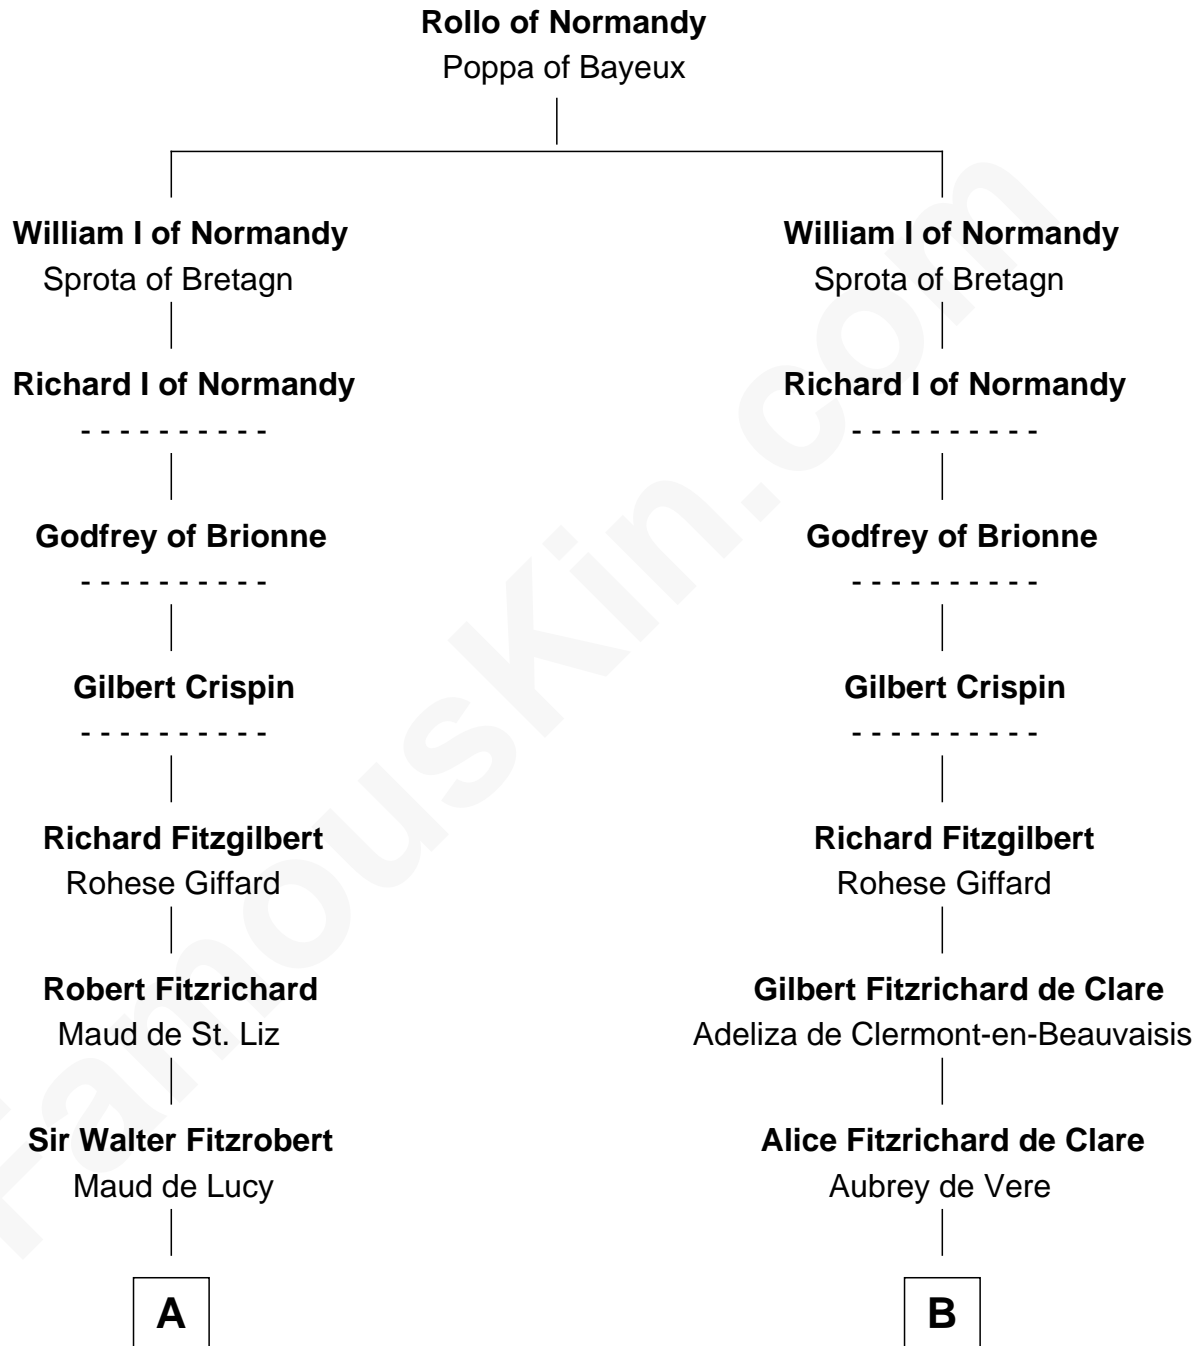 Rollo of Normandy
Poppa of Bayeux
William I of Normandy
Sprota of Bretagn
Richard I of Normandy
- - - - - - - - - -
Godfrey of Brionne
- - - - - - - - - -
Gilbert Crispin
- - - - - - - - - -
Richard Fitzgilbert
Rohese Giffard
Robert Fitzrichard
Maud de St. Liz
Sir Walter Fitzrobert
Maud de Lucy
A
William I of Normandy
Sprota of Bretagn
Richard I of Normandy
- - - - - - - - - -
Godfrey of Brionne
- - - - - - - - - -
Gilbert Crispin
- - - - - - - - - -
Richard Fitzgilbert
Rohese Giffard
Gilbert Fitzrichard de Clare
Adeliza de Clermont-en-Beauvaisis
Alice Fitzrichard de Clare
Aubrey de Vere
B
FamousKin.com